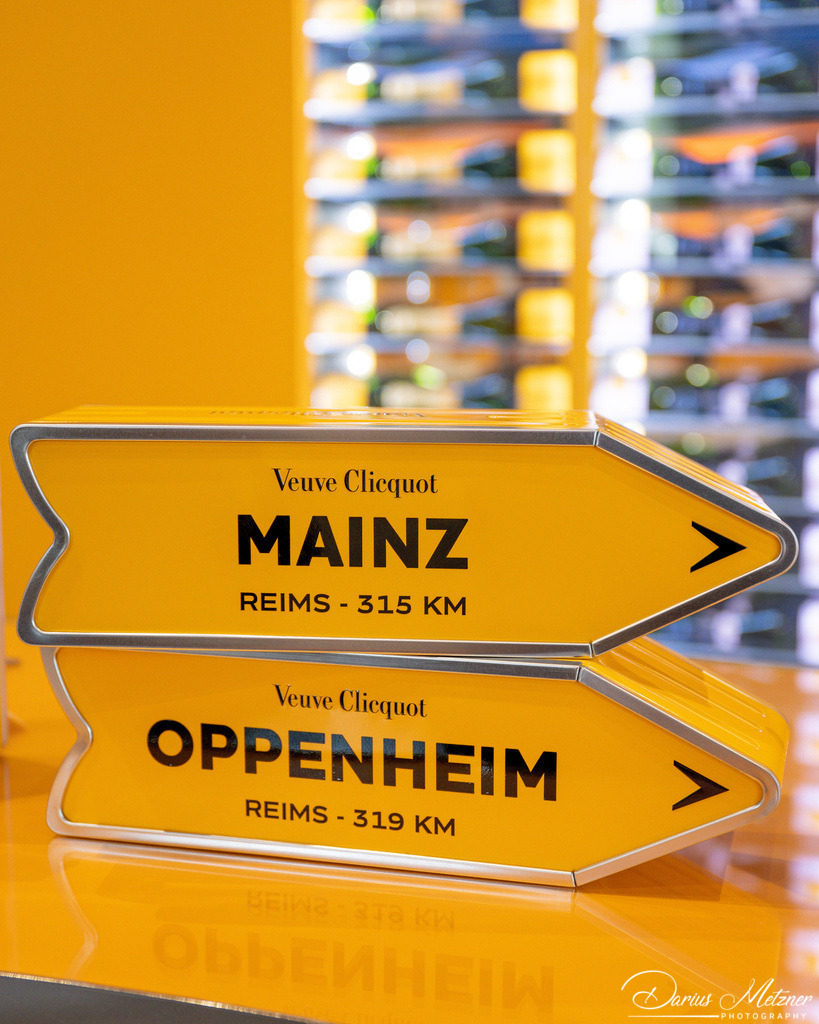 Veuve Clicquot
MAINZ
REIMS - 315 KM
Veuve Clicquot
OPPENHEIM
REIMS - 319 KM
Darius Metzner
PHOTOGRAPHY